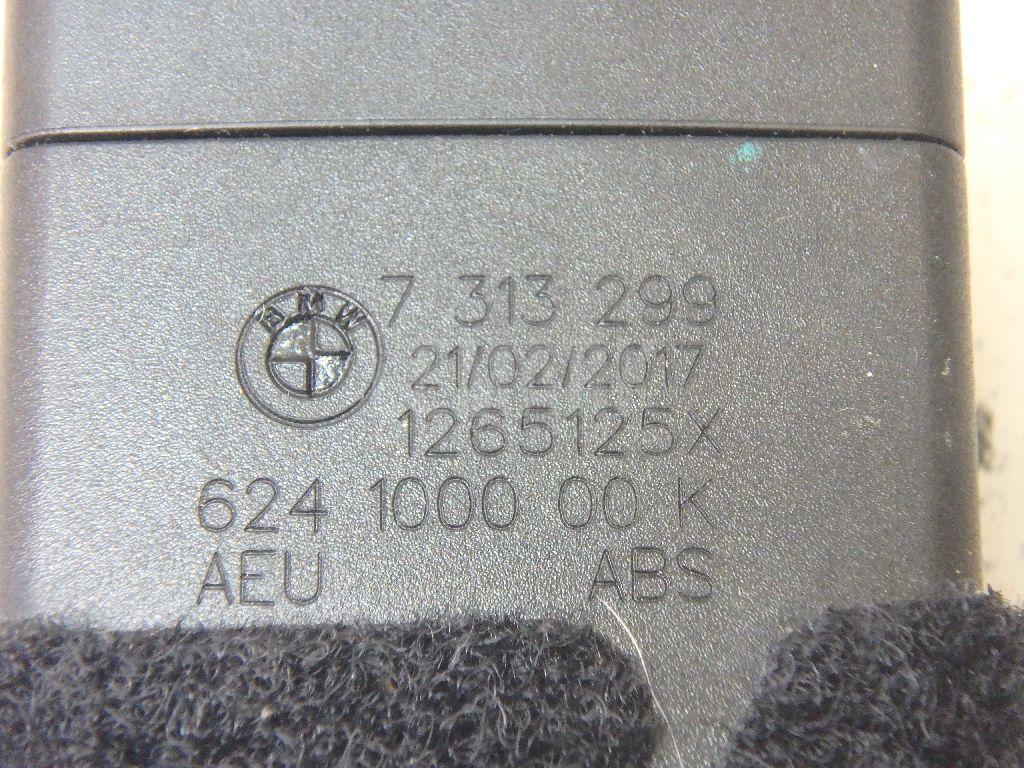 BMW
7 313 299
21/02/2017
1265125X
624 1000 00 K
AEU ABS